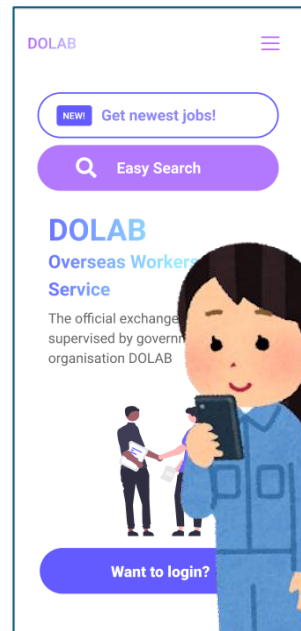 DOLAB
NEW! Get newest jobs!
Easy Search
DOLAB
Overseas Workers
Service
The official exchange
supervised by govern
organisation DOLAB
Want to login?